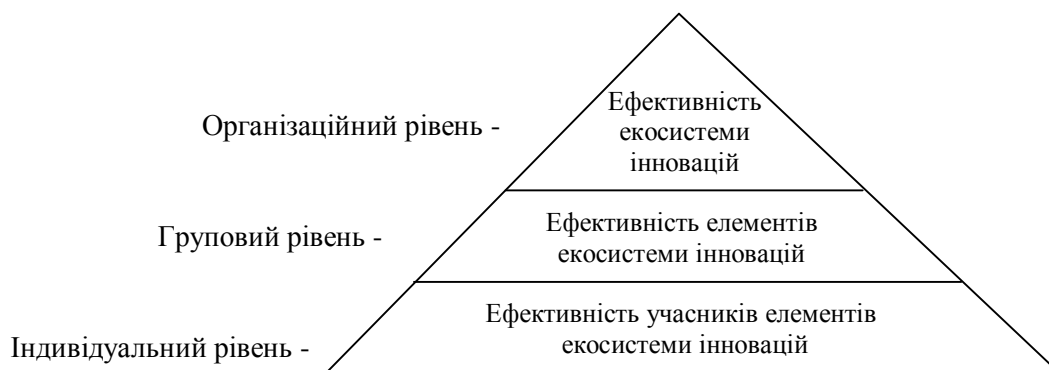 Ефективність
екосистеми
інновацій
Організаційний рівень -
Ефективність елементів
екосистеми інновацій
Груповий рівень -
Ефективність учасників елементів
екосистеми інновацій
Індивідуальний рівень -